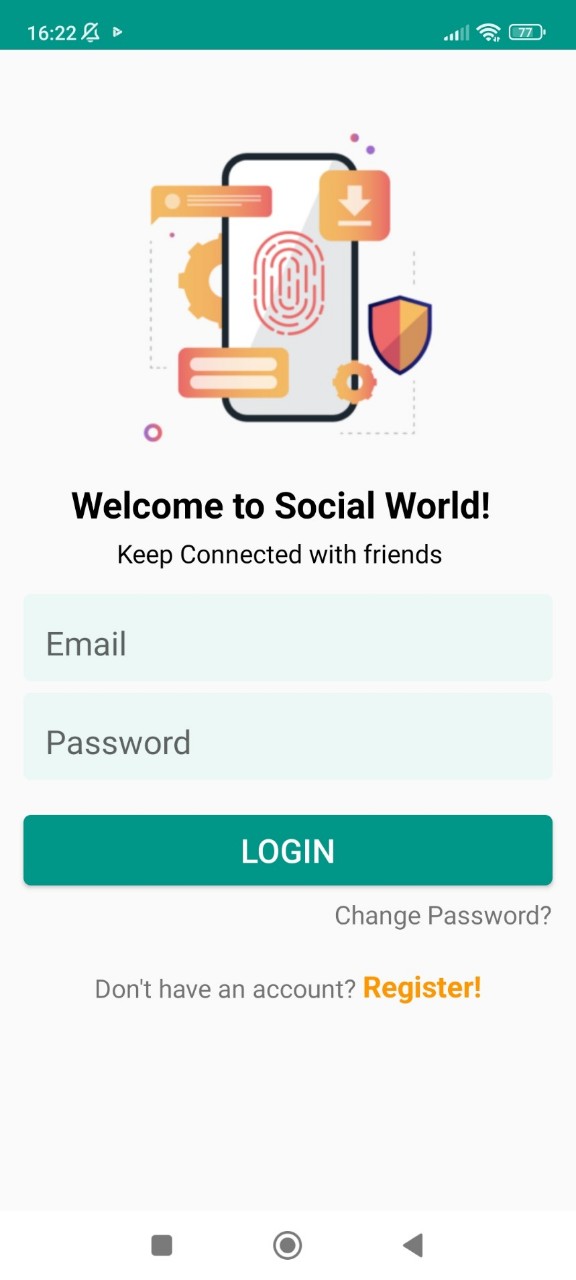 16:22 77
Welcome to Social World!
Keep Connected with friends
Email
Password
LOGIN
Change Password?
Don't have an account? Register!